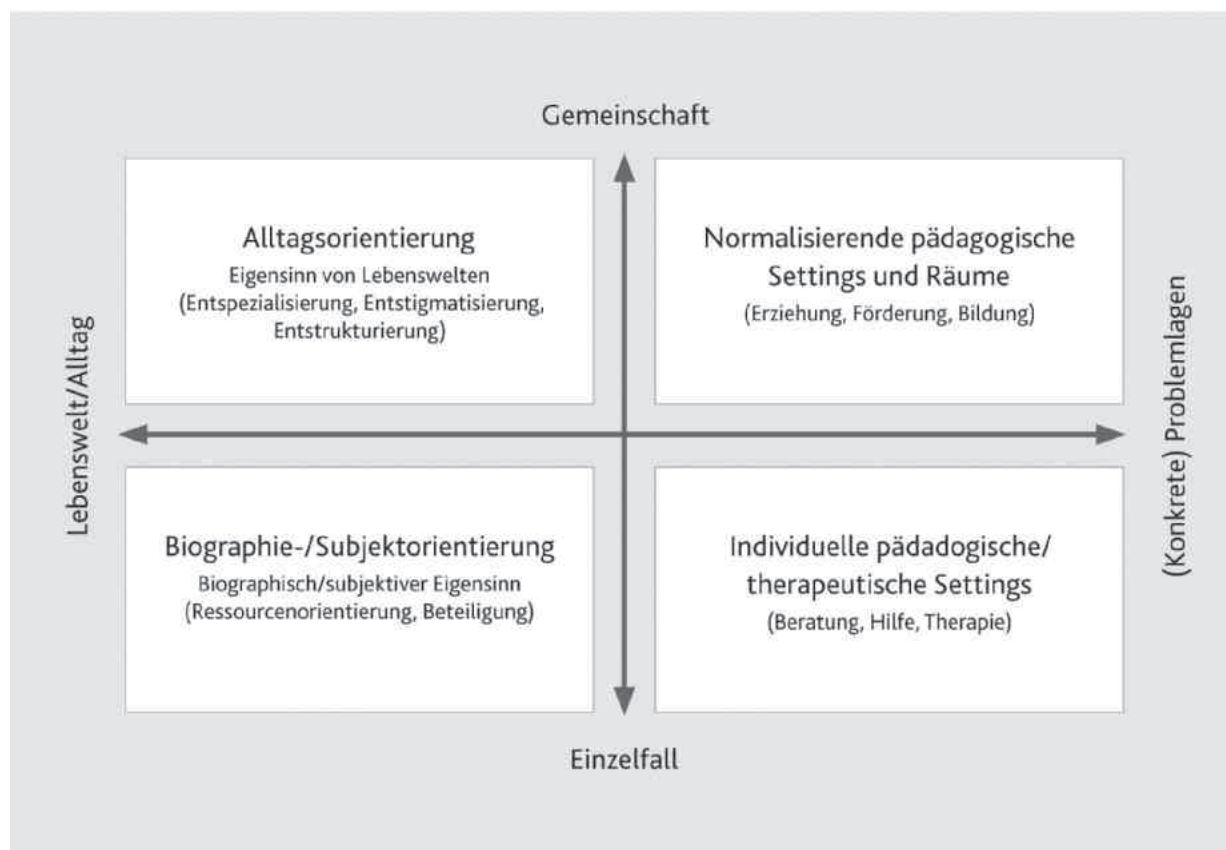 Gemeinschaft
Alltagsorientierung
Eigensinn von Lebenswelten
(Entspezialisierung, Entstigmatisierung,
Entstrukturierung)
Normalisierende pädagogische
Settings und Räume
(Erziehung, Förderung, Bildung)
Lebenswelt/Alltag
(Konkrete) Problemlagen
Biographie-/Subjektorientierung
Biographisch/subjektiver Eigensinn
(Ressourcenorientierung, Beteiligung)
Individuelle pädadogische/
therapeutische Settings
(Beratung, Hilfe, Therapie)
Einzelfall